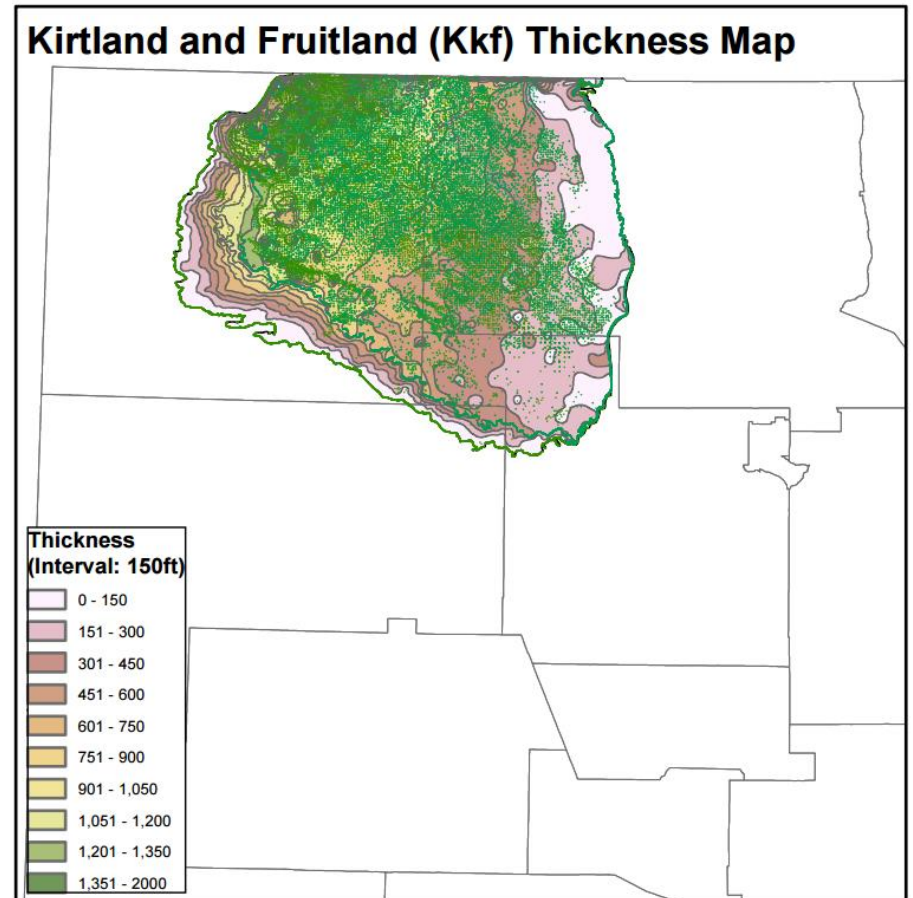 Kirtland and Fruitland (Kkf) Thickness Map
Thickness
(Interval: 150ft)
0 - 150
151 - 300
301 - 450
451 - 600
601 - 750
751 - 900
901 - 1,050
1,051 - 1,200
1,201 - 1,350
1,351 - 2000